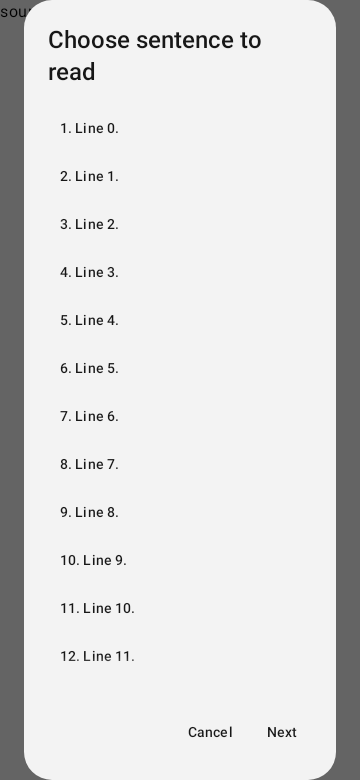 sou
Choose sentence to
read
1. Line 0.
2. Line 1.
3. Line 2.
4. Line 3.
5. Line 4.
6. Line 5.
7. Line 6.
8. Line 7.
9. Line 8.
10. Line 9.
11. Line 10.
12. Line 11.
Cancel Next